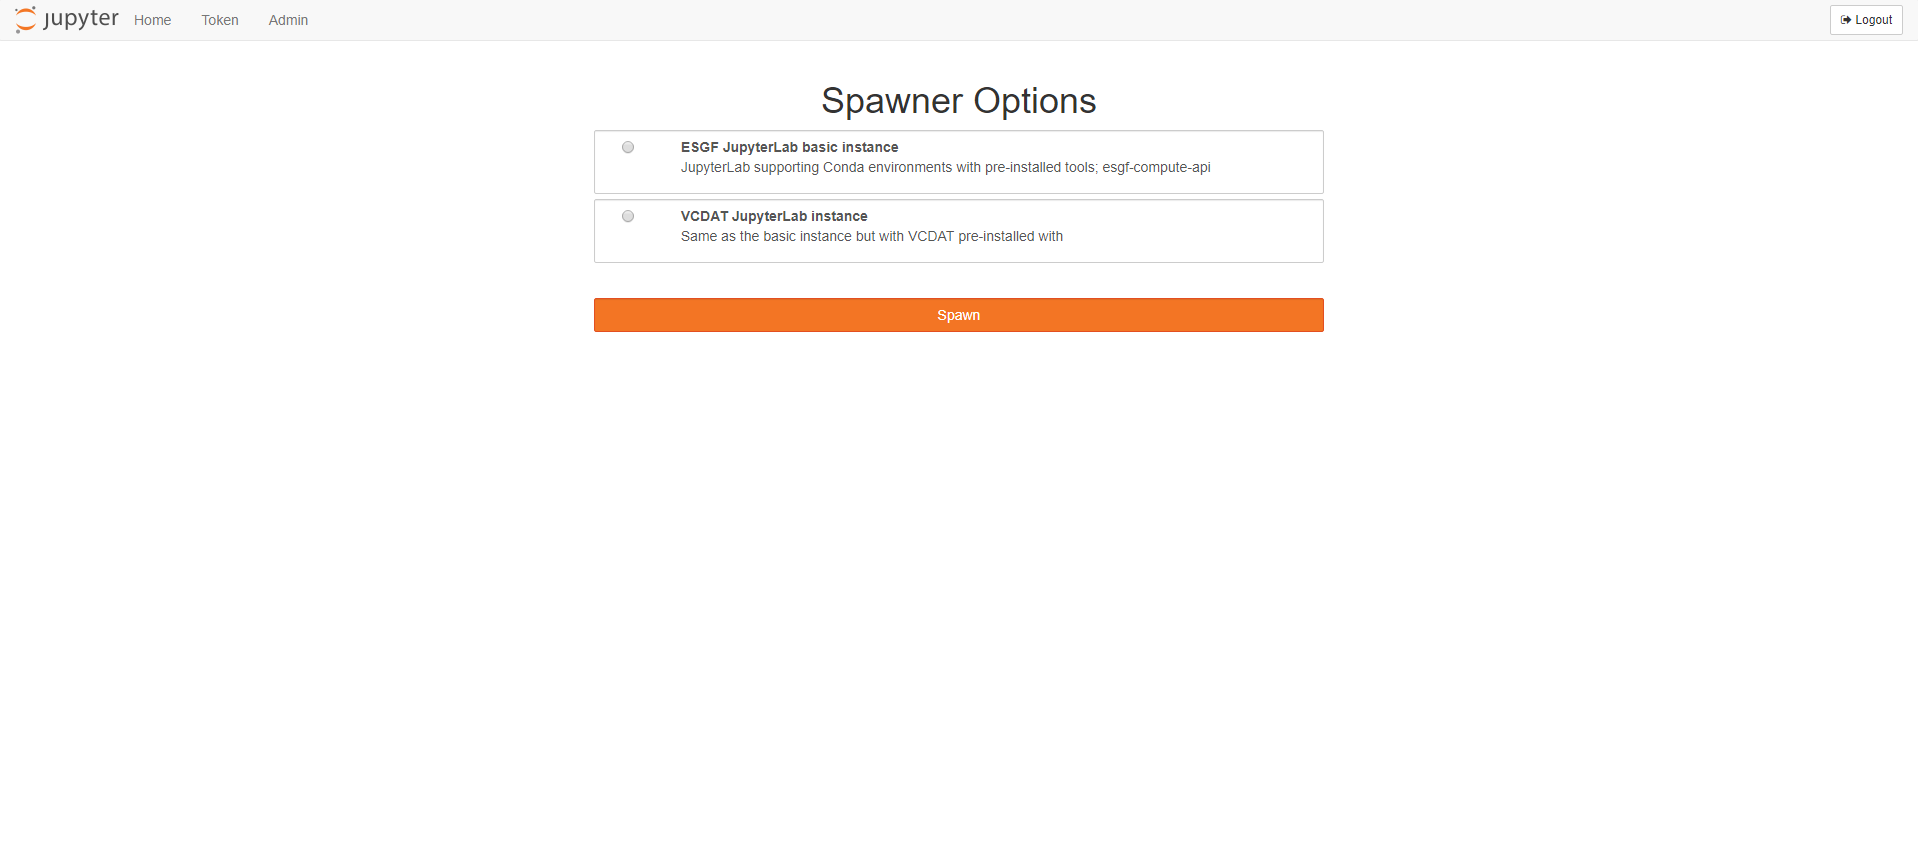 jupyter Home Token Admin Logout
Spawner Options
ESGF JupyterLab basic instance
JupyterLab supporting Conda environments with pre-installed tools; esgf-compute-api
VCDAT JupyterLab instance
Same as the basic instance but with VCDAT pre-installed with
Spawn